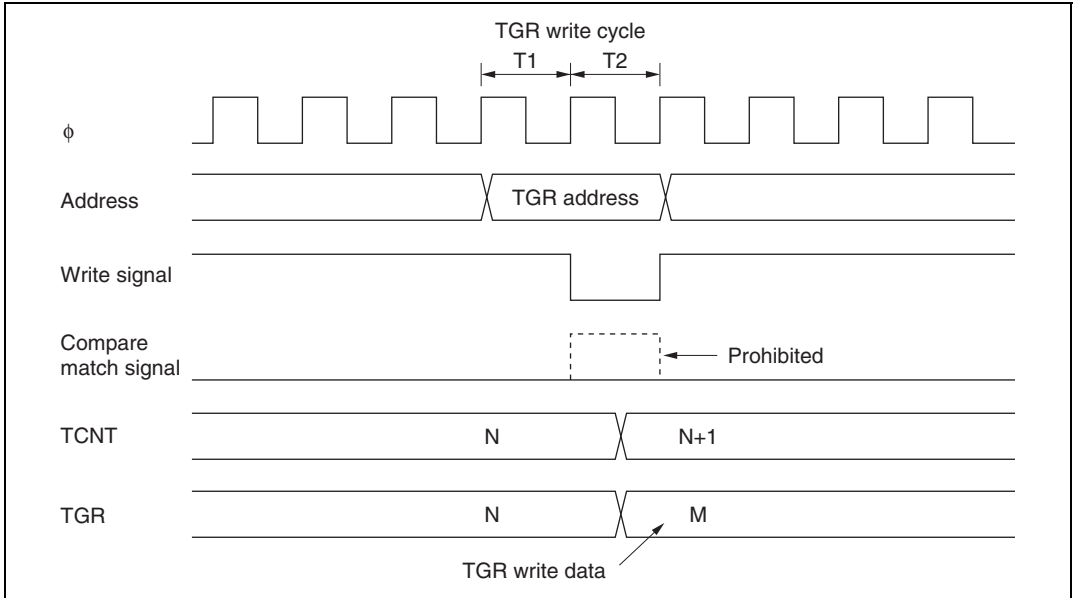 TGR write cycle
T1 T2
ϕ
Address
TGR address
Write signal
Compare
match signal
Prohibited
TCNT
N
N+1
TGR
N
M
TGR write data